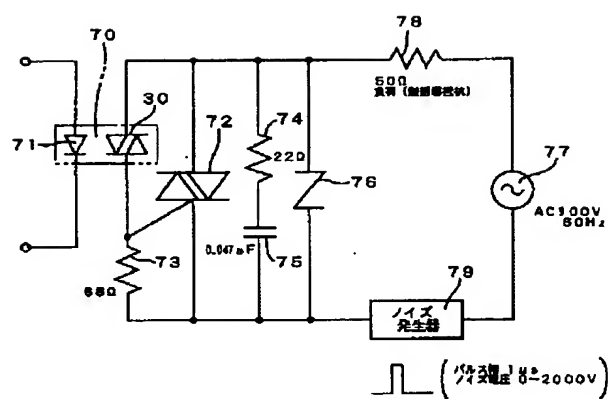 78
70
50Ω
負荷(無誘導抵抗)
30
74
72
71
22Ω
76
77
AC100V
60Hz
0.047μF
75
73
79
68Ω
ノイズ
発生器
パルス幅 1μs
ノイズ電圧 0-2000V